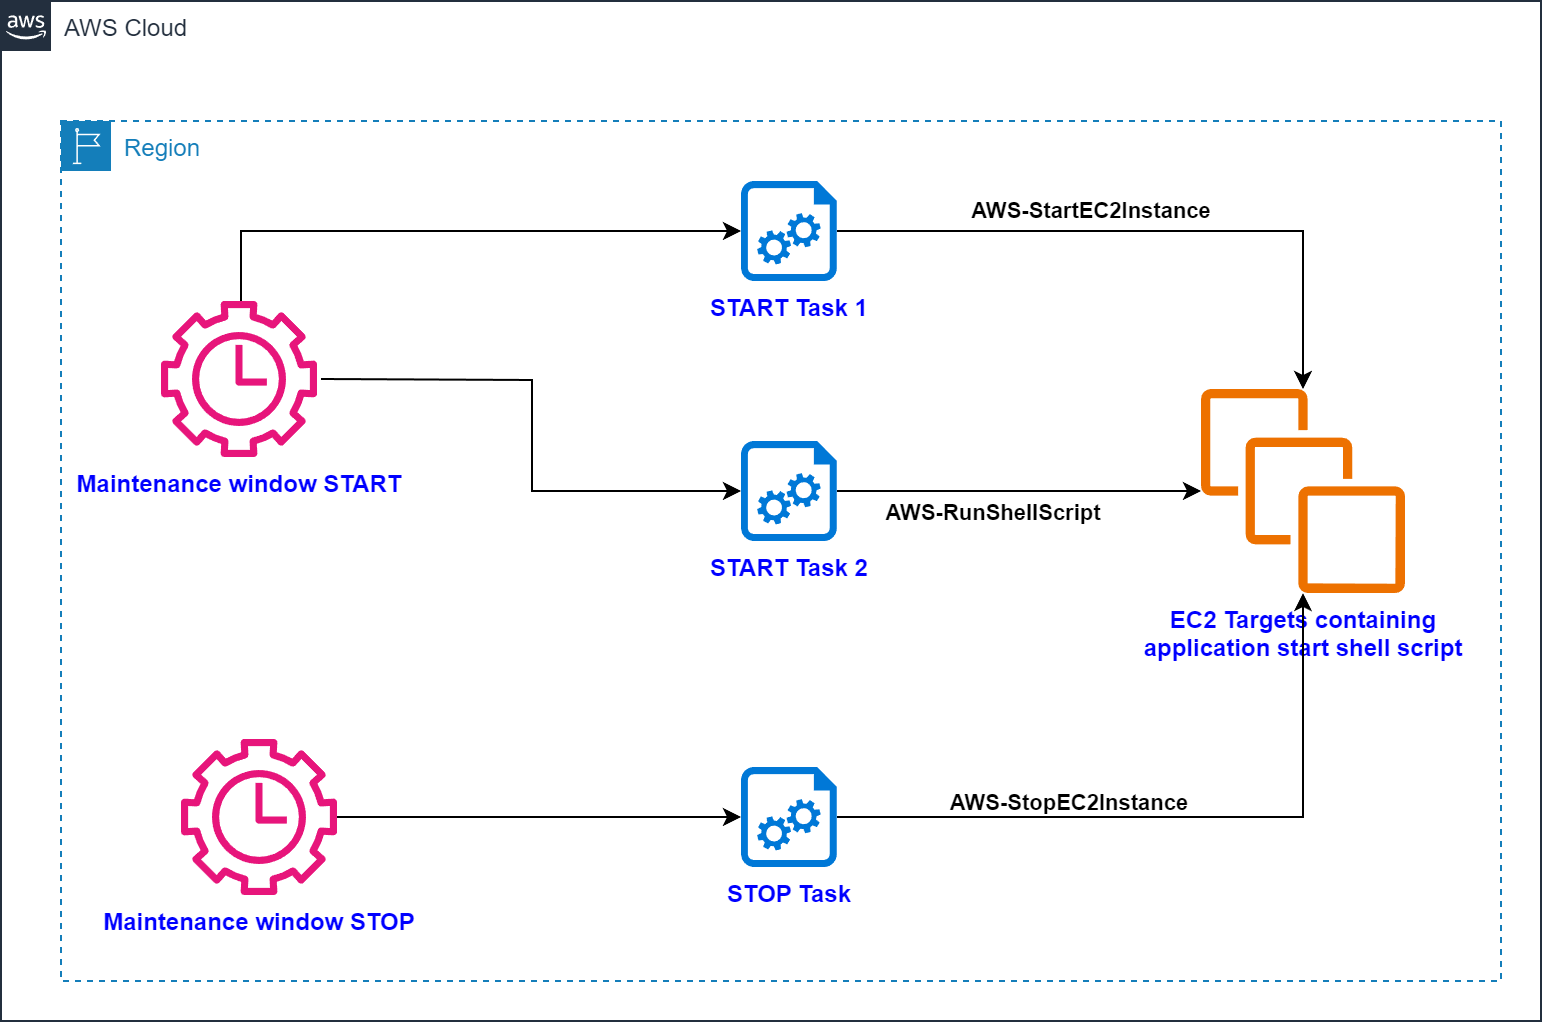 aws
AWS Cloud
Region
AWS-StartEC2Instance
START Task 1
Maintenance window START
AWS-RunShellScript
START Task 2
EC2 Targets containing
application start shell script
AWS-StopEC2Instance
STOP Task
Maintenance window STOP